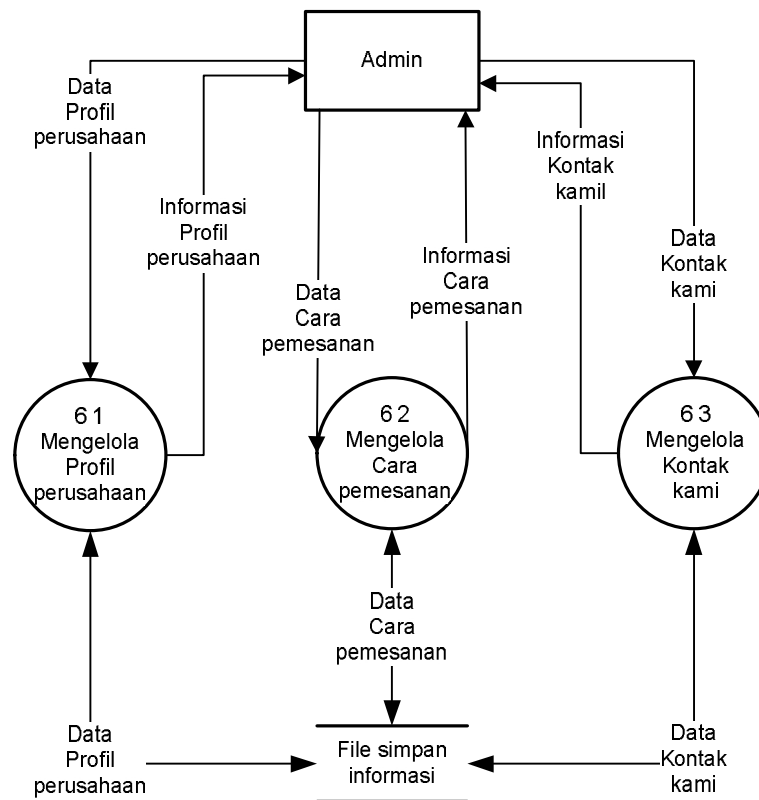 Admin
Data
Profil
perusahaan
Informasi
Profil
perusahaan
Data
Cara
pemesanan
Informasi
Cara
pemesanan
Informasi
Kontak
kamil
Data
Kontak
kami
6 1
Mengelola
Profil
perusahaan
6 2
Mengelola
Cara
pemesanan
6 3
Mengelola
Kontak
kami
Data
Cara
pemesanan
Data
Profil
perusahaan
File simpan
informasi
Data
Kontak
kami